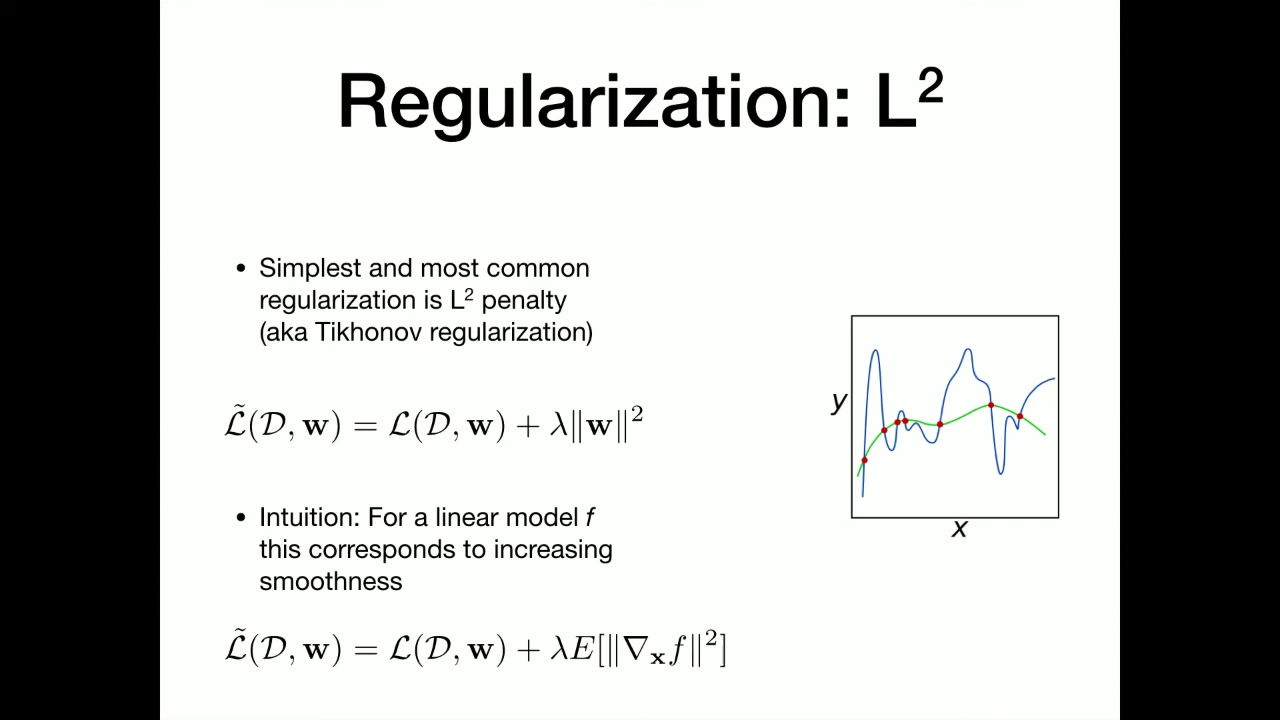 Regularization: L²
• Simplest and most common
regularization is L² penalty
(aka Tikhonov regularization)
ℒ̃(𝒟, w) = ℒ(𝒟, w) + λ‖w‖²
• Intuition: For a linear model f
this corresponds to increasing
smoothness
ℒ̃(𝒟, w) = ℒ(𝒟, w) + λE[‖∇ₓf‖²]
y
x